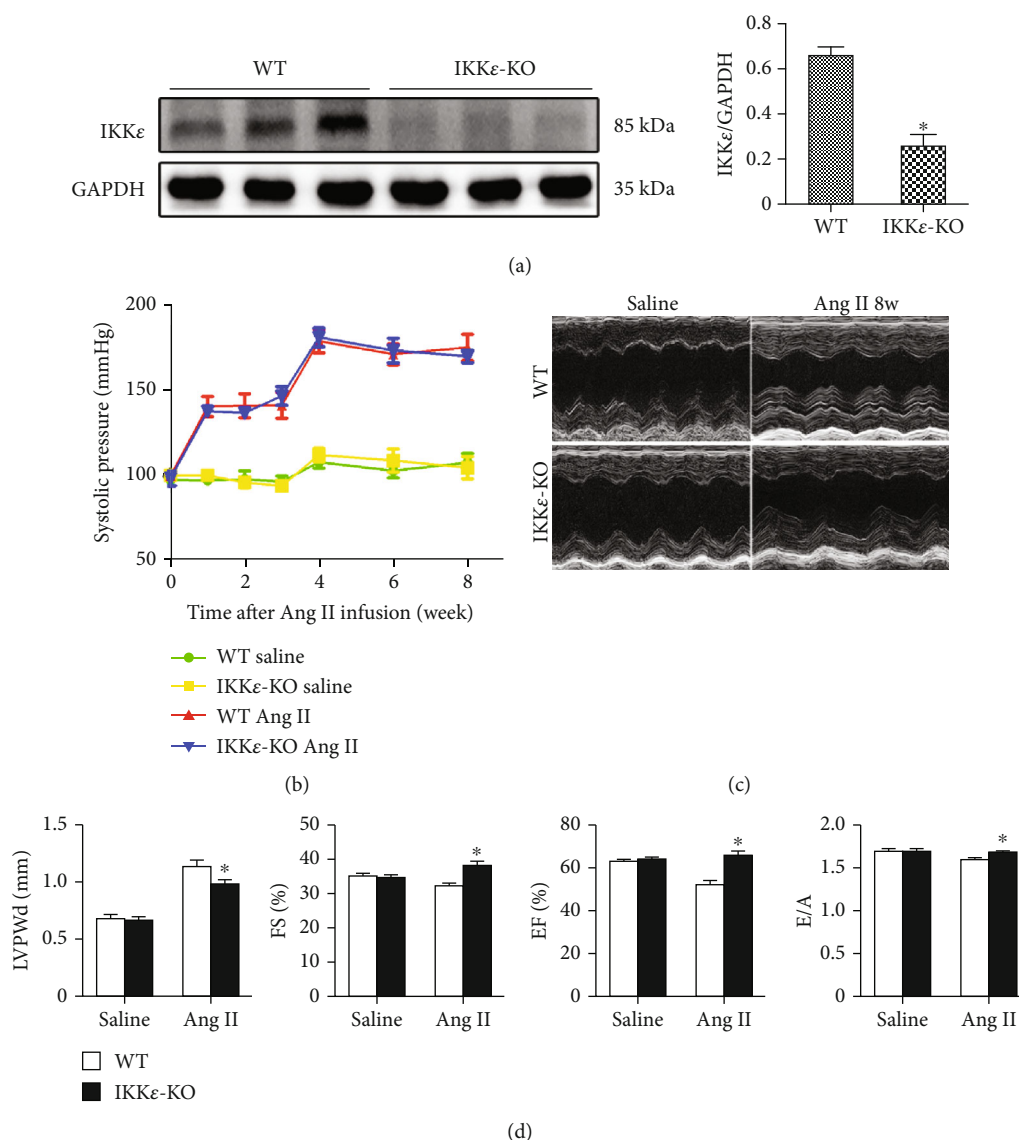 WT IKKε-KO
IKKε 85 kDa
GAPDH 35 kDa
IKKε/GAPDH
0.8
0.6
0.4
0.2
0
*
WT IKKε-KO
(a)
Systolic pressure (mmHg)
200
150
100
50
0 2 4 6 8
Time after Ang II infusion (week)
WT saline
IKKε-KO saline
WT Ang II
IKKε-KO Ang II
(b)
Saline Ang II 8w
WT
IKKε-KO
(c)
LVPWd (mm)
1.5
1.0
0.5
0
*
Saline Ang II
FS (%)
50
40
30
20
10
0
*
Saline Ang II
EF (%)
80
60
40
20
0
*
Saline Ang II
E/A
2.0
1.5
1.0
0.5
0
*
Saline Ang II
WT
IKKε-KO
(d)